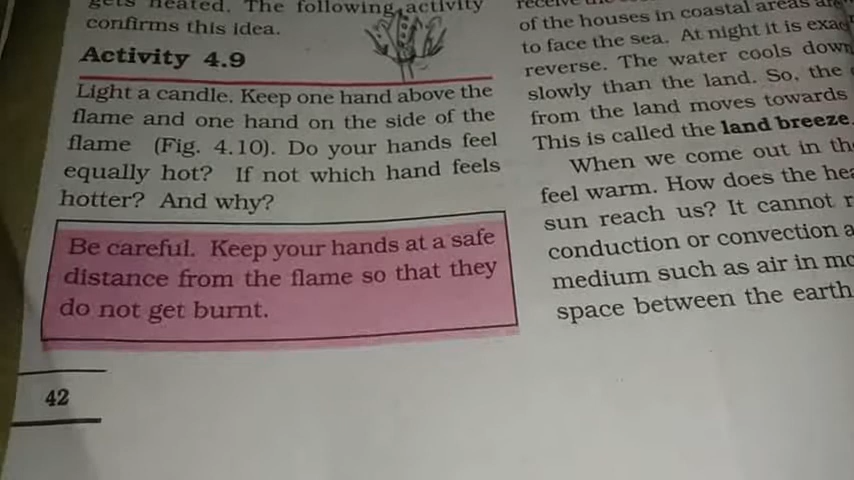 gets heated. The following activity
confirms this idea.
Activity 4.9
Light a candle. Keep one hand above the
flame and one hand on the side of the
flame (Fig. 4.10). Do your hands feel
equally hot? If not which hand feels
hotter? And why?
Be careful. Keep your hands at a safe
distance from the flame so that they
do not get burnt.
42
of the houses in coastal areas are
to face the sea. At night it is
reverse. The water cools down
slowly than the land. So, the
from the land moves towards
This is called the land breeze.
When we come out in
feel warm. How does the
sun reach us? It cannot
conduction or convection
medium such as air in
space between the earth